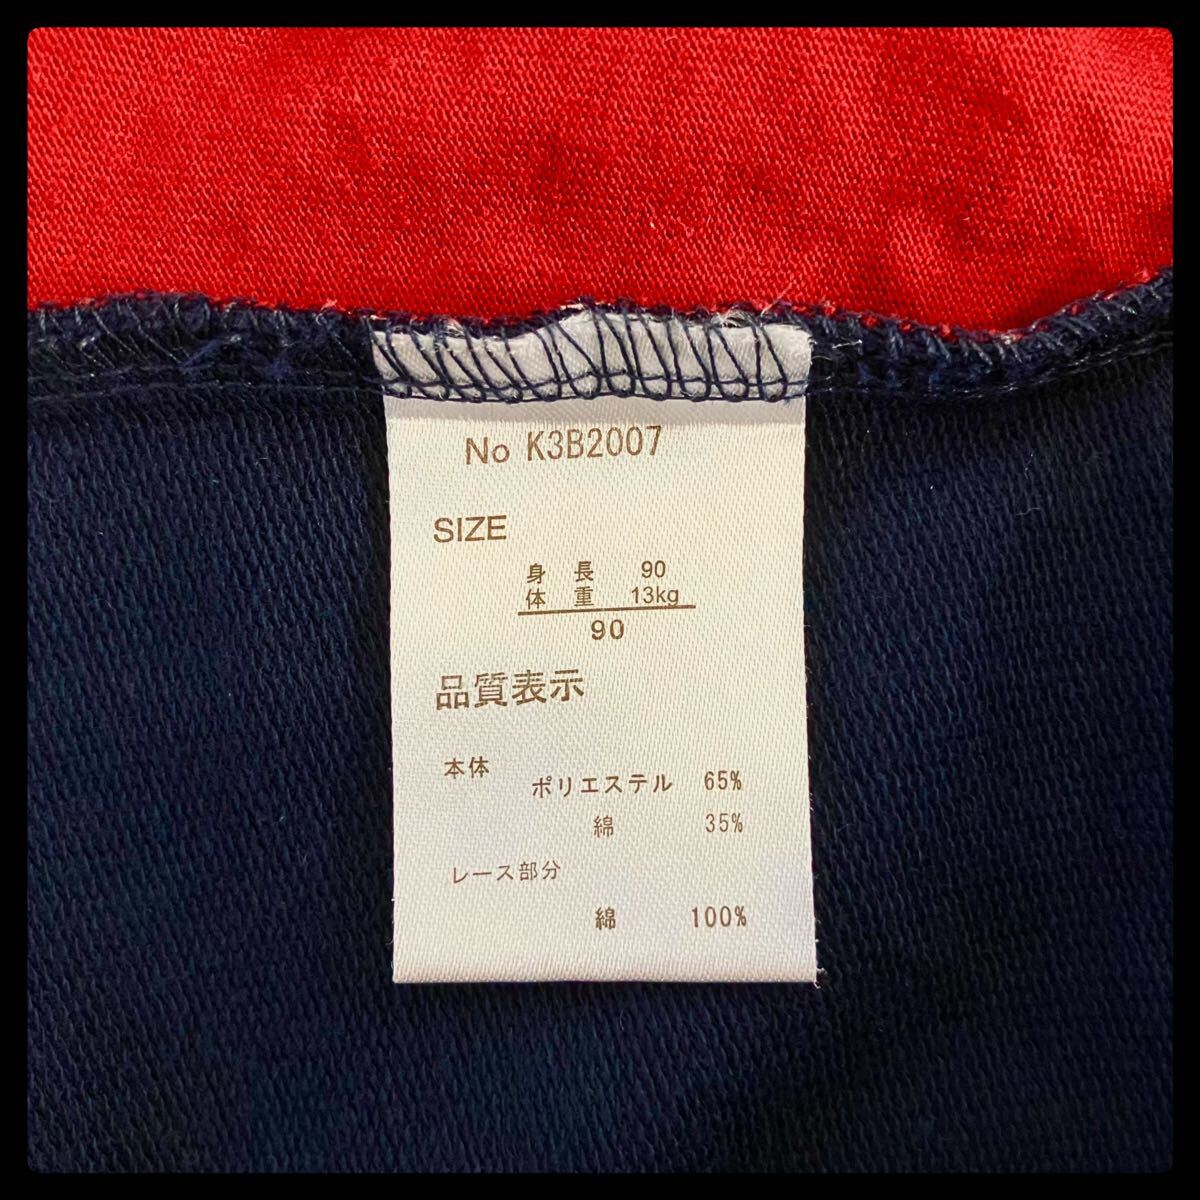 No K3B2007
SIZE
身 長 90
体 重 13kg
90
品質表示
本体
ポリエステル 65%
綿 35%
レース部分
綿 100%